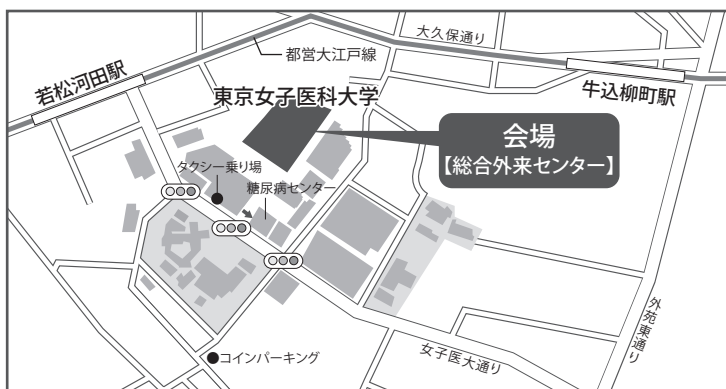 大久保通り
都営大江戸線
若松河田駅
東京女子医科大学
牛込柳町駅
会場
【総合外来センター】
タクシー乗り場
糖尿病センター
外苑東通り
女子医大通り
コインパーキング